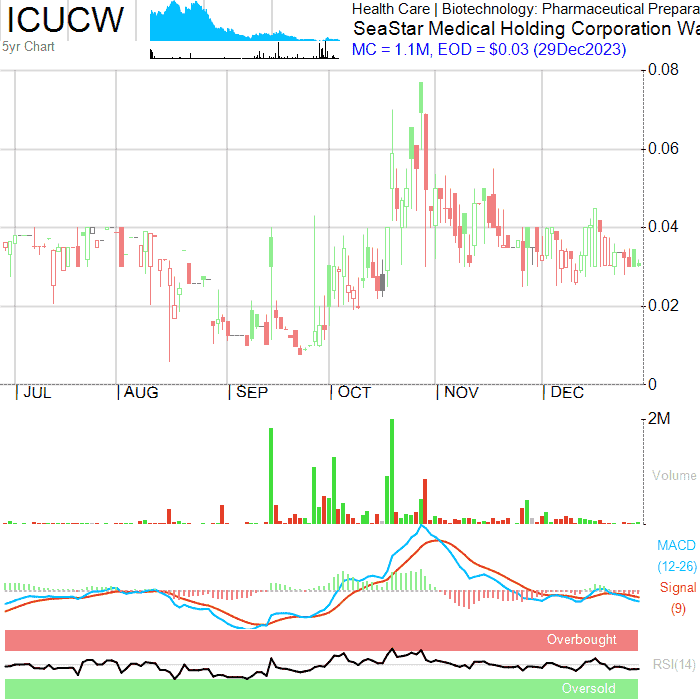 ICUCW
5yr Chart
Health Care | Biotechnology: Pharmaceutical Prepara
SeaStar Medical Holding Corporation Wa
MC = 1.1M, EOD = $0.03 (29Dec2023)
0.08
0.06
0.04
0.02
0
JUL AUG SEP OCT NOV DEC
2M
Volume
MACD
(12-26)
Signal
(9)
Overbought
RSI(14)
Oversold